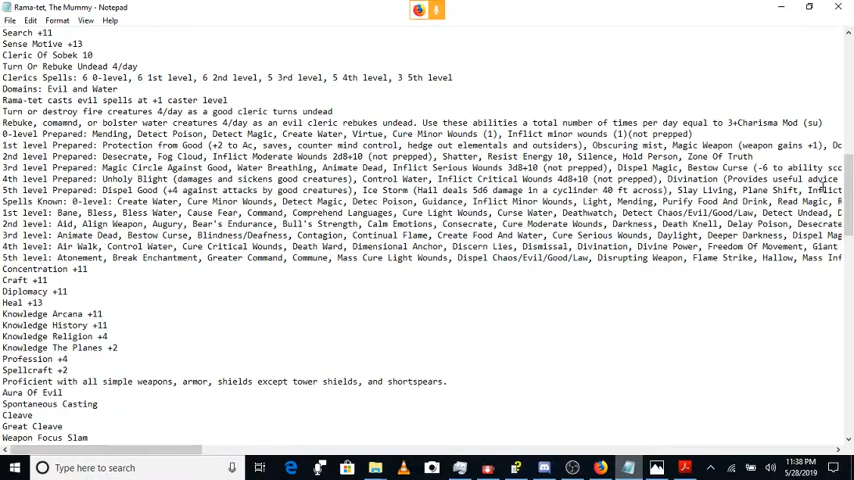 Rama-tet, The Mummy - Notepad
File Edit Format View Help
Search +11
Sense Motive +13
Cleric Of Sobek 10
Turn Or Rebuke Undead 4/day
Clerics Spells: 6 0-level, 6 1st level, 6 2nd level, 5 3rd level, 5 4th level, 3 5th level
Domains: Evil and Water
Rama-tet casts evil spells at +1 caster level
Turn or destroy fire creatures 4/day as a good cleric turns undead
Rebuke, comamnd, or bolster water creatures 4/day as an evil cleric rebukes undead. Use these abilities a total number of times per day equal to 3+Charisma Mod (su)
0-level Prepared: Mending, Detect Poison, Detect Magic, Create Water, Virtue, Cure Minor Wounds (1), Inflict minor wounds (1)(not prepped)
1st level Prepared: Protection from Good (+2 to Ac, saves, counter mind control, hedge out elementals and outsiders), Obscuring mist, Magic Weapon (weapon gains +1), Dc
2nd level Prepared: Desecrate, Fog Cloud, Inflict Moderate Wounds 2d8+10 (not prepped), Shatter, Resist Energy 10, Silence, Hold Person, Zone Of Truth
3rd level Prepared: Magic Circle Against Good, Water Breathing, Animate Dead, Inflict Serious Wounds 3d8+10 (not prepped), Dispel Magic, Bestow Curse (-6 to ability scc
4th level Prepared: Unholy Blight (damages and sickens good creatures), Control Water, Inflict Critical Wounds 4d8+10 (not prepped), Divination (Provides useful advice
5th level Prepared: Dispel Good (+4 against attacks by good creatures), Ice Storm (Hail deals 5d6 damage in a cyclinder 40 ft across), Slay Living, Plane Shift, Inflict
Spells Known: 0-level: Create Water, Cure Minor Wounds, Detect Magic, Detec Poison, Guidance, Inflict Minor Wounds, Light, Mending, Purify Food And Drink, Read Magic, R
1st level: Bane, Bless, Bless Water, Cause Fear, Command, Comprehend Languages, Cure Light Wounds, Curse Water, Deathwatch, Detect Chaos/Evil/Good/Law, Detect Undead, D
2nd level: Aid, Align Weapon, Augury, Bear's Endurance, Bull's Strength, Calm Emotions, Consecrate, Cure Moderate Wounds, Darkness, Death Knell, Delay Poison, Desecrate
3rd level: Animate Dead, Bestow Curse, Blindness/Deafness, Contagion, Continual Flame, Create Food And Water, Cure Serious Wounds, Daylight, Deeper Darkness, Dispel Mag
4th level: Air Walk, Control Water, Cure Critical Wounds, Death Ward, Dimensional Anchor, Discern Lies, Dismissal, Divination, Divine Power, Freedom Of Movement, Giant
5th level: Atonement, Break Enchantment, Greater Command, Commune, Mass Cure Light Wounds, Dispel Chaos/Evil/Good/Law, Disrupting Weapon, Flame Strike, Hallow, Mass Inf
Concentration +11
Craft +11
Diplomacy +11
Heal +13
Knowledge Arcana +11
Knowledge History +11
Knowledge Religion +4
Knowledge The Planes +2
Profession +4
Spellcraft +2
Proficient with all simple weapons, armor, shields except tower shields, and shortspears.
Aura Of Evil
Spontaneous Casting
Cleave
Great Cleave
Weapon Focus Slam
Type here to search
11:38 PM
5/28/2019